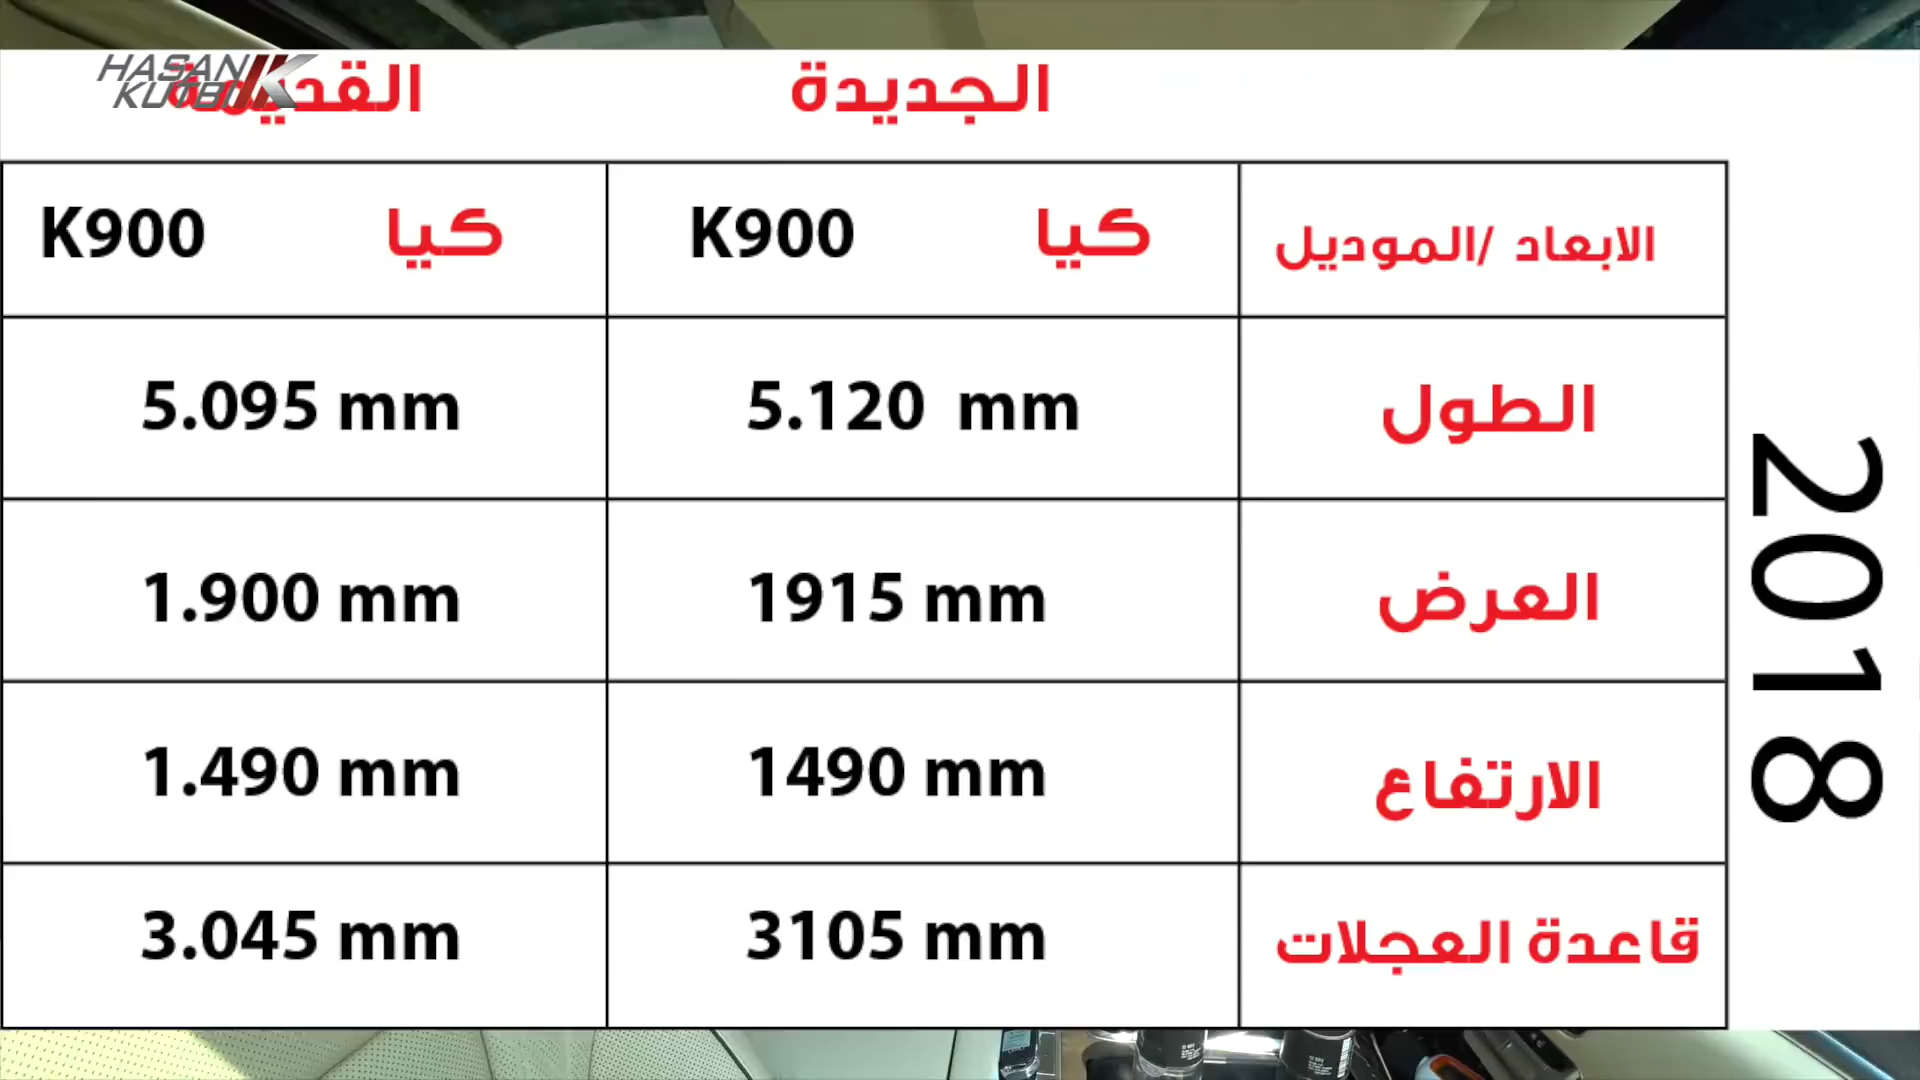 HASAN
KUTBI
الجديدة القديمة
الابعاد /الموديل كيا K900 كيا K900
الطول 5.120 mm 5.095 mm
العرض 1915 mm 1.900 mm
الارتفاع 1490 mm 1.490 mm
قاعدة العجلات 3105 mm 3.045 mm
2018